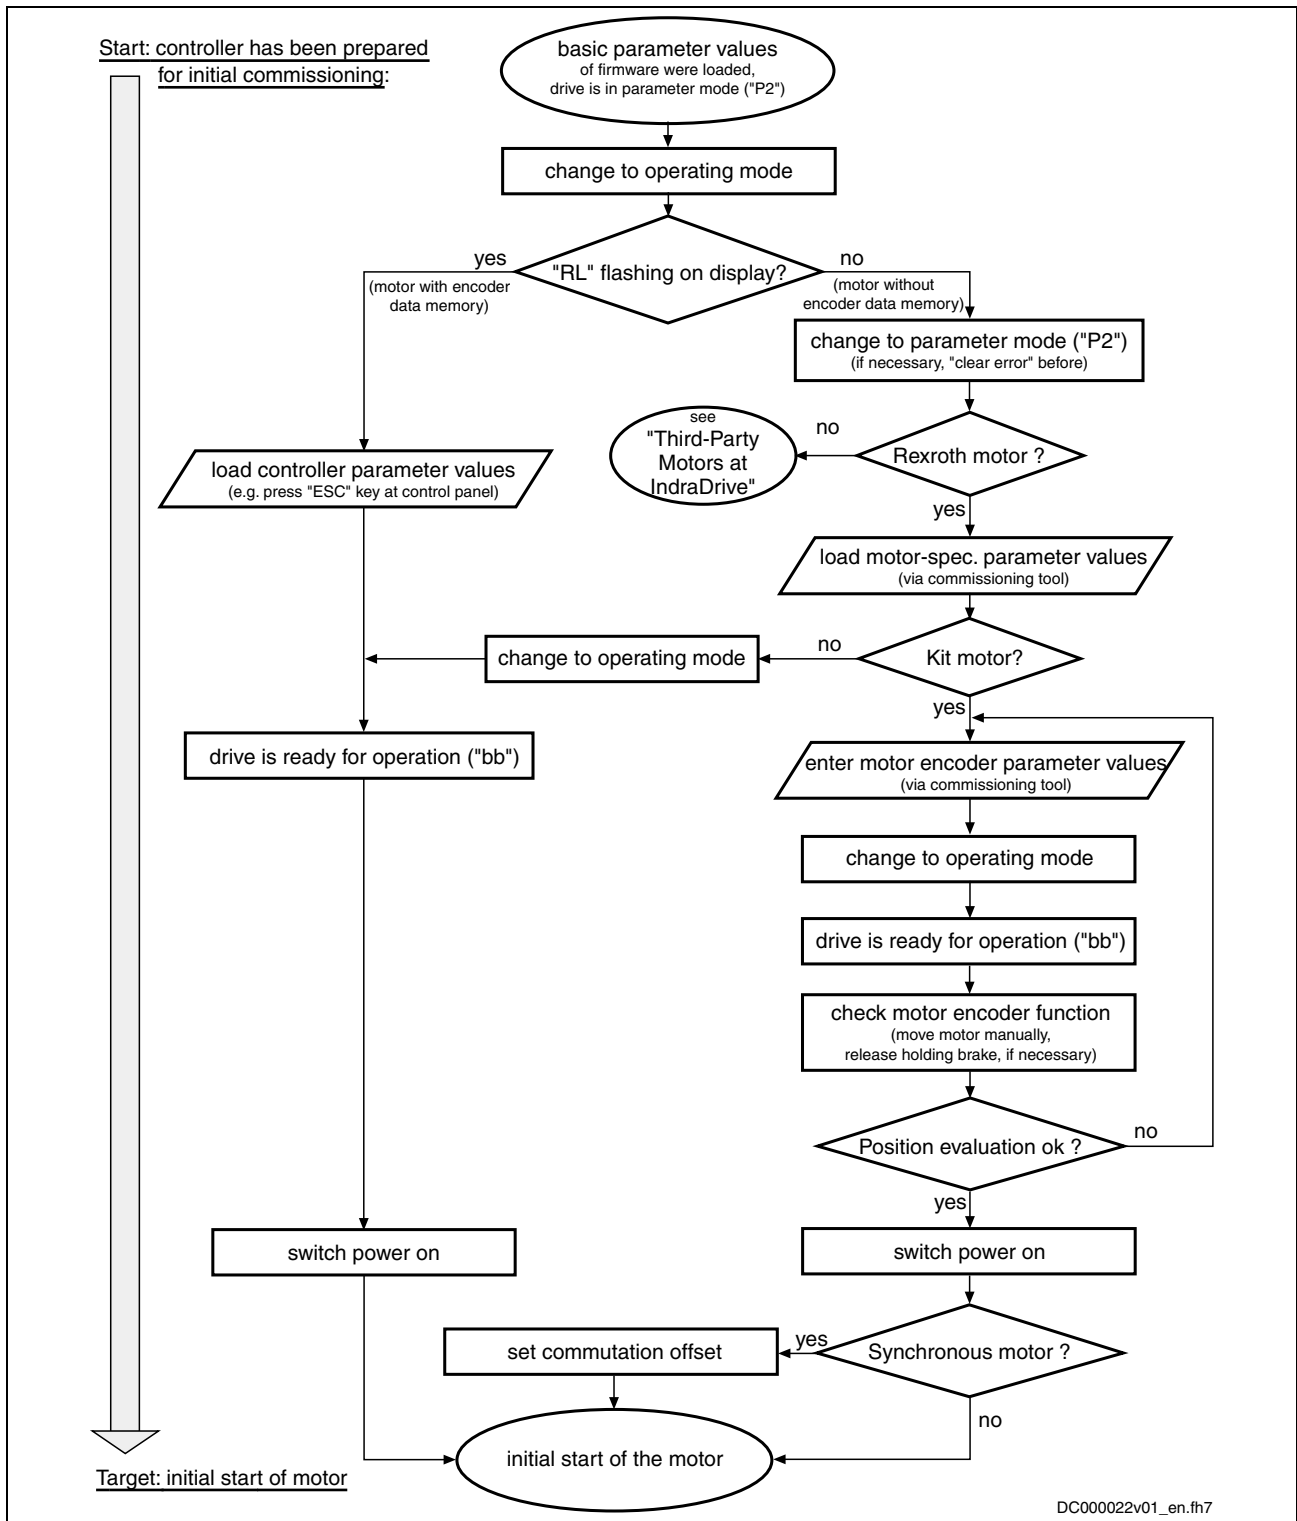 Start: controller has been prepared
for initial commissioning:
basic parameter values
of firmware were loaded,
drive is in parameter mode ("P2")
change to operating mode
"RL" flashing on display?
yes
(motor with encoder
data memory)
no
(motor without
encoder data memory)
change to parameter mode ("P2")
(if necessary, "clear error" before)
Rexroth motor ?
no
see
"Third-Party
Motors at
IndraDrive"
load controller parameter values
(e.g. press "ESC" key at control panel)
yes
load motor-spec. parameter values
(via commissioning tool)
Kit motor?
no
change to operating mode
yes
drive is ready for operation ("bb")
enter motor encoder parameter values
(via commissioning tool)
change to operating mode
drive is ready for operation ("bb")
check motor encoder function
(move motor manually,
release holding brake, if necessary)
Position evaluation ok ?
no
yes
switch power on
switch power on
Synchronous motor ?
yes
set commutation offset
no
initial start of the motor
Target: initial start of motor
DC000022v01_en.fh7